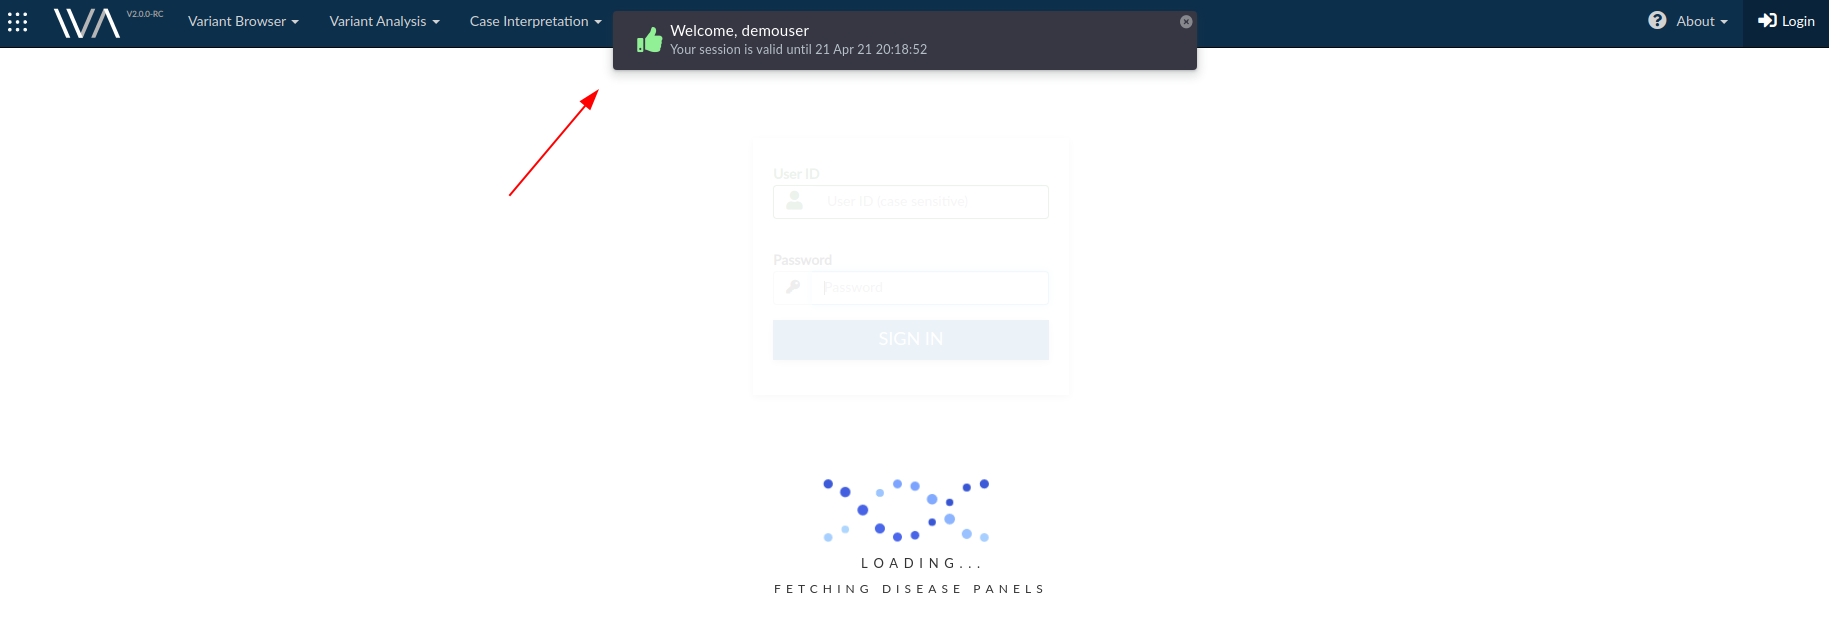 IVA V2.0.0-RC Variant Browser Variant Analysis Case Interpretation About Login
Welcome, demouser
Your session is valid until 21 Apr 21 20:18:52
User ID
User ID (case sensitive)
Password
Password
SIGN IN
LOADING...
FETCHING DISEASE PANELS